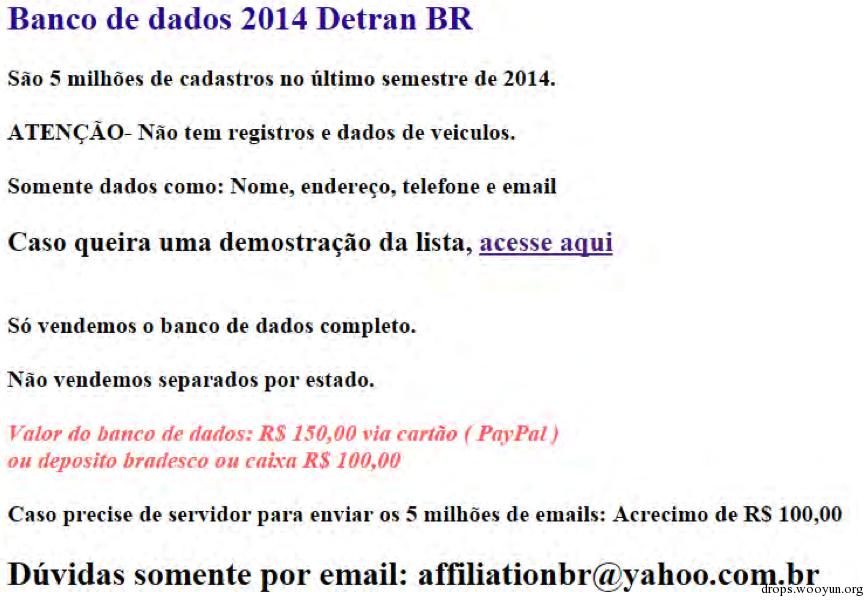 Banco de dados 2014 Detran BR
São 5 milhões de cadastros no último semestre de 2014.
ATENÇÃO- Não tem registros e dados de veiculos.
Somente dados como: Nome, endereço, telefone e email
Caso queira uma demostração da lista, acesse aqui
Só vendemos o banco de dados completo.
Não vendemos separados por estado.
Valor do banco de dados: R$ 150,00 via cartão ( PayPal )
ou deposito bradesco ou caixa R$ 100,00
Caso precise de servidor para enviar os 5 milhões de emails: Acrecimo de R$ 100,00
Dúvidas somente por email: affiliationbr@yahoo.com.br
drops.wooyun.org